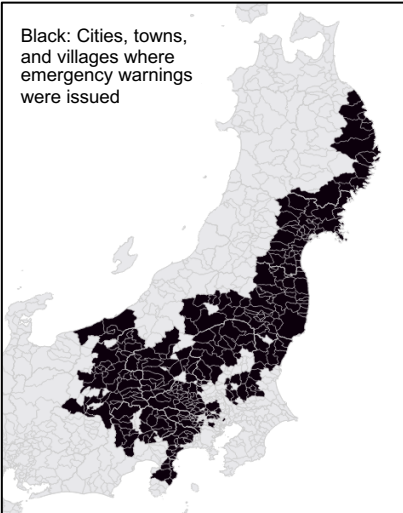 Black: Cities, towns,
and villages where
emergency warnings
were issued